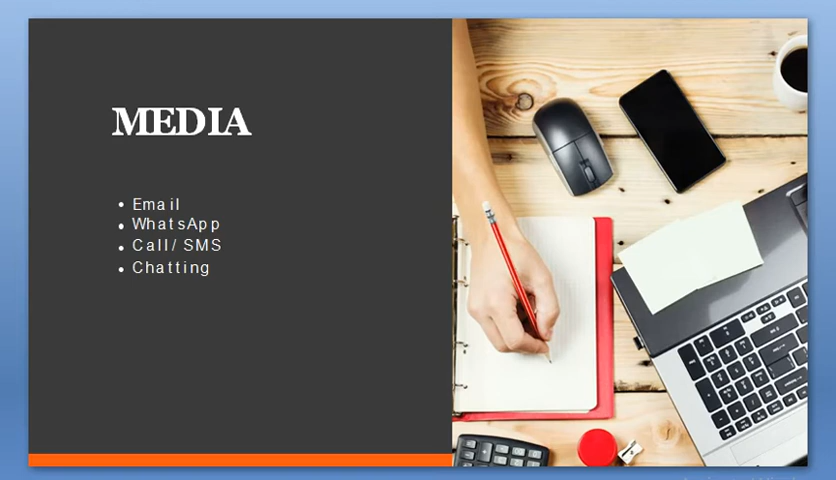 MEDIA
• Email
• WhatsApp
• Call/ SMS
• Chatting